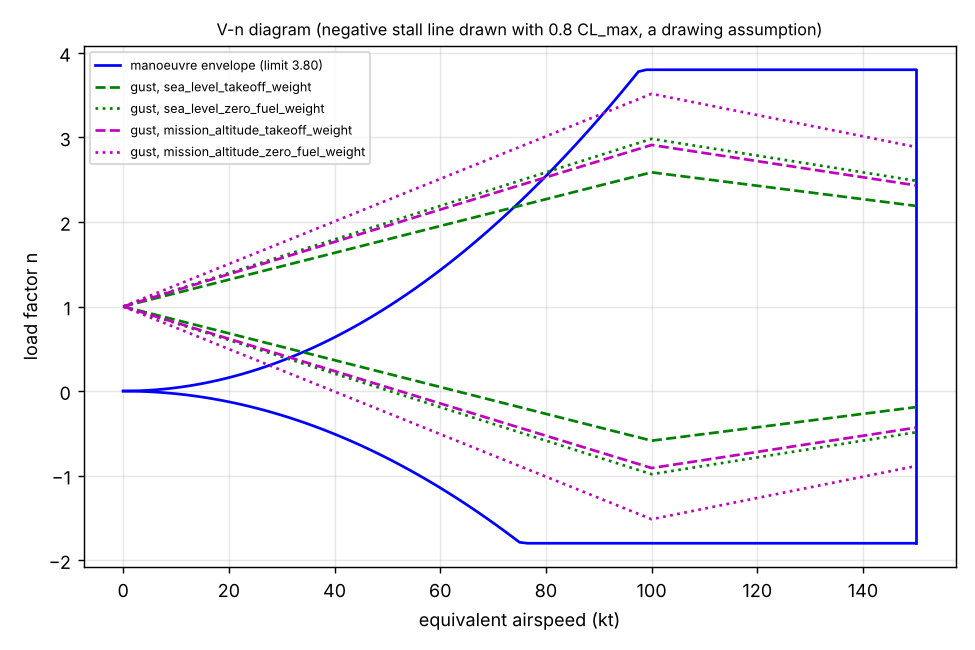 V-n diagram (negative stall line drawn with 0.8 CL_max, a drawing assumption)
manoeuvre envelope (limit 3.80)
gust, sea_level_takeoff_weight
gust, sea_level_zero_fuel_weight
gust, mission_altitude_takeoff_weight
gust, mission_altitude_zero_fuel_weight
load factor n
4
3
2
1
0
−1
−2
0 20 40 60 80 100 120 140
equivalent airspeed (kt)